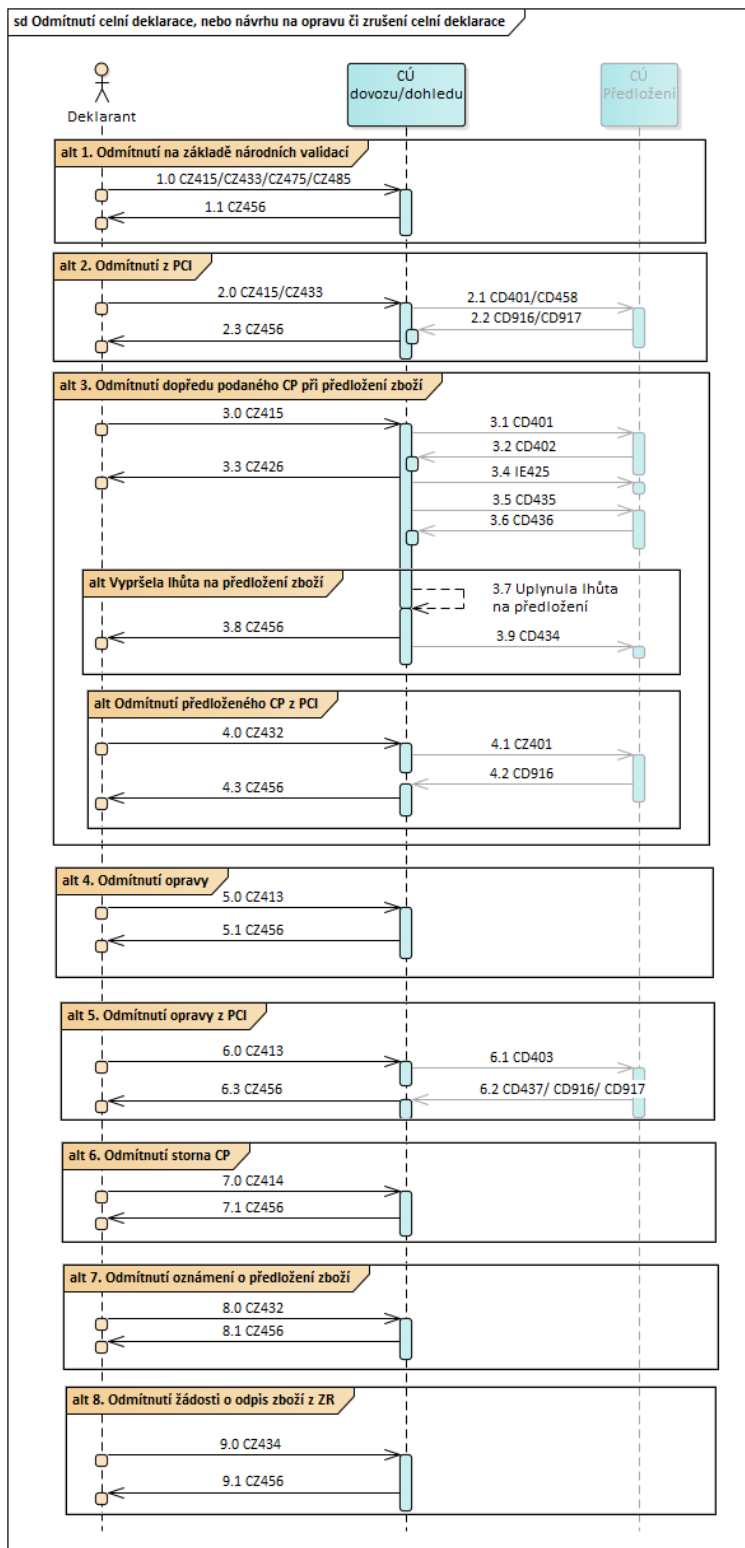 sd Odmítnutí celní deklarace, nebo návrhu na opravu či zrušení celní deklarace
Deklarant
CÚ
dovozu/dohledu
CÚ
Předložení
alt 1. Odmítnutí na základě národních validací
1.0 CZ415/CZ433/CZ475/CZ485
1.1 CZ456
alt 2. Odmítnutí z PCI
2.0 CZ415/CZ433
2.1 CD401/CD458
2.2 CD916/CD917
2.3 CZ456
alt 3. Odmítnutí dopředu podaného CP při předložení zboží
3.0 CZ415
3.1 CD401
3.2 CD402
3.3 CZ426
3.4 IE425
3.5 CD435
3.6 CD436
alt Vypršela lhůta na předložení zboží
3.7 Uplynula lhůta
na předložení
3.8 CZ456
3.9 CD434
alt Odmítnutí předloženého CP z PCI
4.0 CZ432
4.1 CZ401
4.2 CD916
4.3 CZ456
alt 4. Odmítnutí opravy
5.0 CZ413
5.1 CZ456
alt 5. Odmítnutí opravy z PCI
6.0 CZ413
6.1 CD403
6.3 CZ456
6.2 CD437/ CD916/ CD917
alt 6. Odmítnutí storna CP
7.0 CZ414
7.1 CZ456
alt 7. Odmítnutí oznámení o předložení zboží
8.0 CZ432
8.1 CZ456
alt 8. Odmítnutí žádosti o odpis zboží z ZR
9.0 CZ434
9.1 CZ456